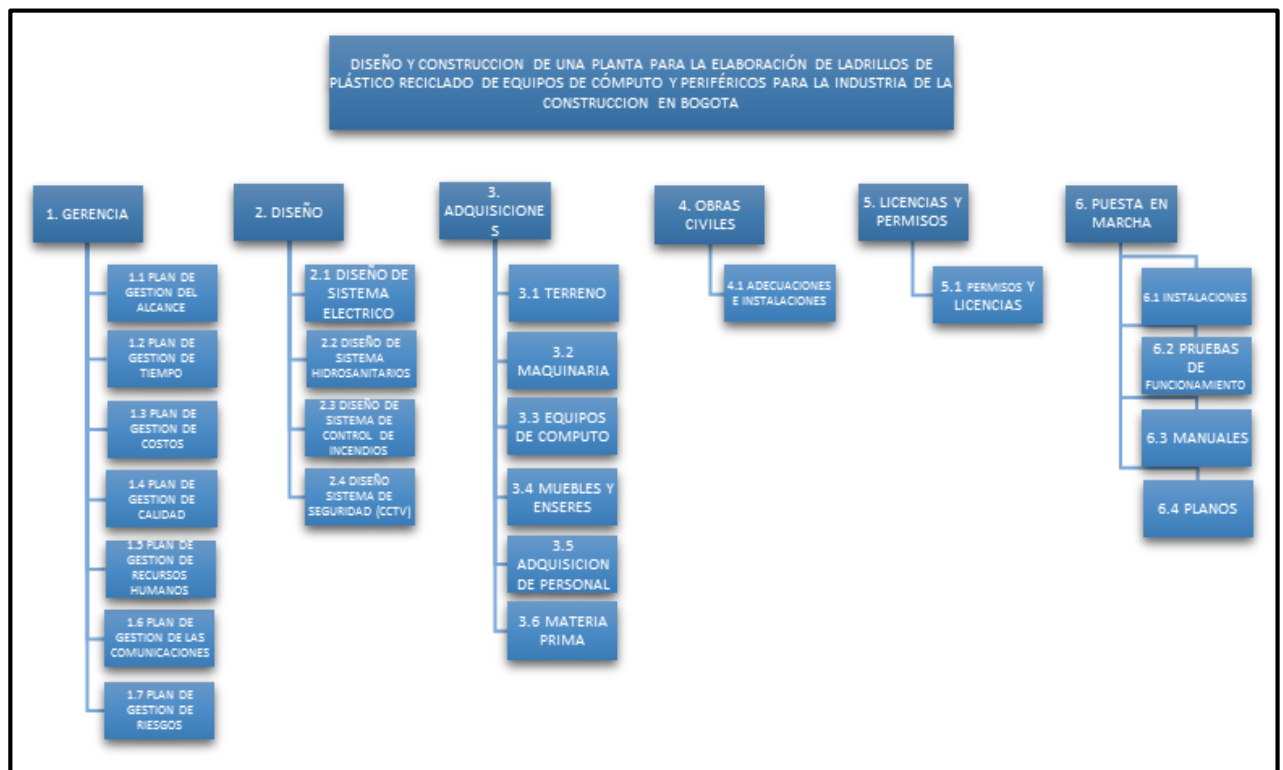 DISEÑO Y CONSTRUCCION DE UNA PLANTA PARA LA ELABORACIÓN DE LADRILLOS DE
PLÁSTICO RECICLADO DE EQUIPOS DE CÓMPUTO Y PERIFÉRICOS PARA LA INDUSTRIA DE LA
CONSTRUCCION EN BOGOTA
1. GERENCIA
1.1 PLAN DE
GESTION DEL
ALCANCE
1.2 PLAN DE
GESTION DE
TIEMPO
1.3 PLAN DE
GESTION DE
COSTOS
1.4 PLAN DE
GESTION DE
CALIDAD
1.5 PLAN DE
GESTION DE
RECURSOS
HUMANOS
1.6 PLAN DE
GESTION DE LAS
COMUNICACIONES
1.7 PLAN DE
GESTION DE
RIESGOS
2. DISEÑO
2.1 DISEÑO DE
SISTEMA
ELECTRICO
2.2 DISEÑO DE
SISTEMA
HIDROSANITARIOS
2.3 DISEÑO DE
SISTEMA DE
CONTROL DE
INCENDIOS
2.4 DISEÑO
SISTEMA DE
SEGURIDAD (CCTV)
3.
ADQUISICIONE
S
3.1 TERRENO
3.2
MAQUINARIA
3.3 EQUIPOS
DE COMPUTO
3.4 MUEBLES Y
ENSERES
3.5
ADQUISICION
DE PERSONAL
3.6 MATERIA
PRIMA
4. OBRAS
CIVILES
4.1 ADECUACIONES
E INSTALACIONES
5. LICENCIAS Y
PERMISOS
5.1 PERMISOS Y
LICENCIAS
6. PUESTA EN
MARCHA
6.1 INSTALACIONES
6.2 PRUEBAS
DE
FUNCIONAMIENTO
6.3 MANUALES
6.4 PLANOS